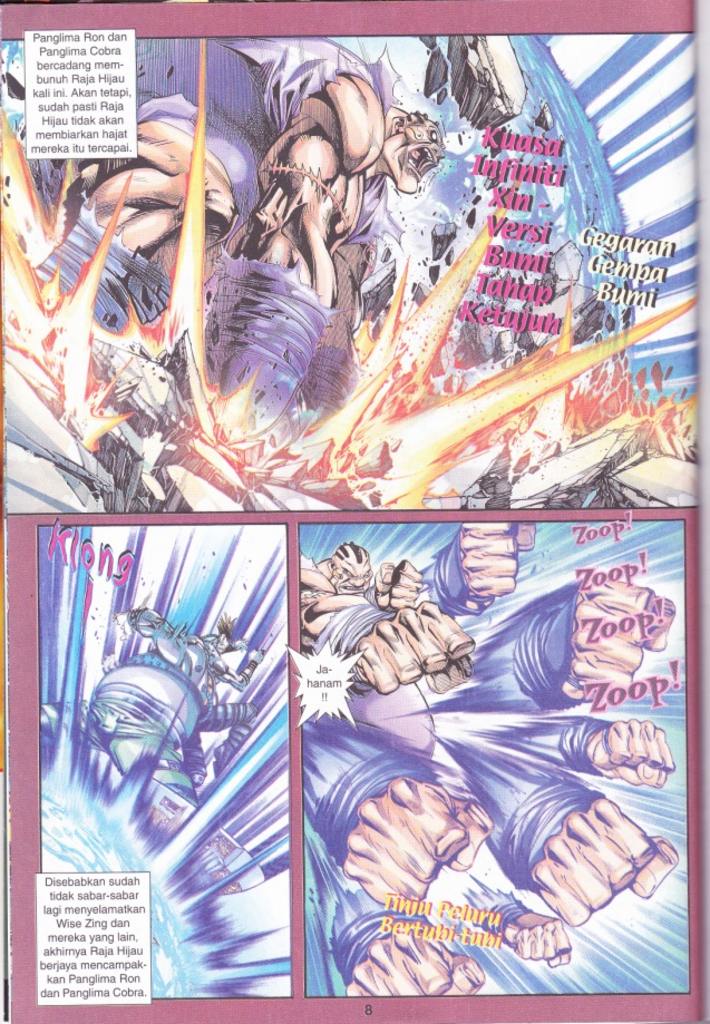 Panglima Ron dan
Panglima Cobra
bercadang mem-
bunuh Raja Hijau
kali ini. Akan tetapi,
sudah pasti Raja
Hijau tidak akan
membiarkan hajat
mereka itu tercapai.
Kuasa
Infiniti
Xin -
Versi
Bumi
Tahap
Ketujuh
Gegaran
Gempa
Bumi
Klong
!
Disebabkan sudah
tidak sabar-sabar
lagi menyelamatkan
Wise Zing dan
mereka yang lain,
akhirnya Raja Hijau
berjaya mencampak-
kan Panglima Ron
dan Panglima Cobra.
Zoop!
Zoop!
Zoop!
Zoop!
Ja-
hanam
!!
Tinju Peluru
Bertubi-tubi
8